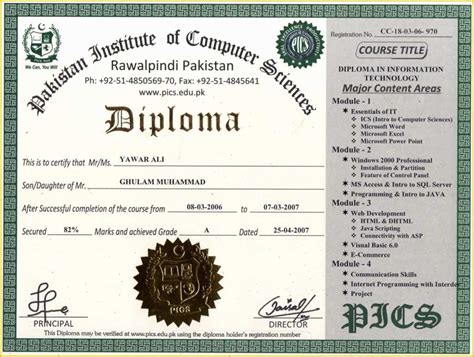 We Can, You Will
Pakistan Institute of Computer Sciences
Rawalpindi Pakistan
Ph: +92-51-4850569-70, Fax: +92-51-4845641
www.pics.edu.pk
PICS
Diploma
This is to certify that Mr/Ms. YAWAR ALI
Son/Daughter of Mr. GHULAM MUHAMMAD
After Successful completion of the course from 08-03-2006 to 07-03-2007
Secured 82% Marks and achieved Grade A Dated 25-04-2007
PICS
PRINCIPAL
DIRECTOR
This Diploma may be verified at www.pics.edu.pk using the diploma holder's registration number
Registration No. CC-18-03-06- 970
COURSE TITLE
DIPLOMA IN INFORMATION
TECHNOLOGY
Major Content Areas
Module - 1
Essentials of IT
ICS (Intro to Computer Sciences)
Microsoft Word
Microsoft Excel
Microsoft Power Point
Module - 2
Windows 2000 Professional
Installation & Partition
Feature of Control Panel
MS Access & Intro to SQL Server
Programming & Intro to JAVA
Module - 3
Web Development
HTML & DHTML
Java Scripting
Connectivity with ASP
Visual Basic 6.0
E-Commerce
Module - 4
Communication Skills
Internet Programming with Interdev
Project
PICS